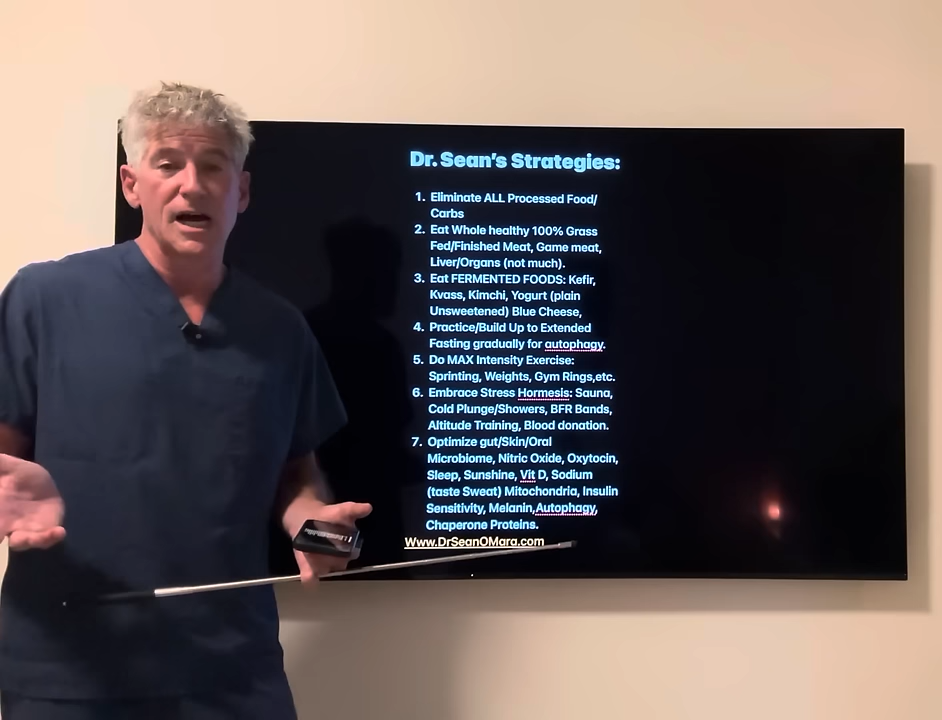 Dr. Sean's Strategies:
1. Eliminate ALL Processed Food/
Carbs
2. Eat Whole healthy 100% Grass
Fed/Finished Meat, Game meat,
Liver/Organs (not much).
3. Eat FERMENTED FOODS: Kefir,
Kvass, Kimchi, Yogurt (plain
Unsweetened) Blue Cheese,
4. Practice/Build Up to Extended
Fasting gradually for autophagy.
5. Do MAX Intensity Exercise:
Sprinting, Weights, Gym Rings,etc.
6. Embrace Stress Hormesis: Sauna,
Cold Plunge/Showers, BFR Bands,
Altitude Training, Blood donation.
7. Optimize gut/Skin/Oral
Microbiome, Nitric Oxide, Oxytocin,
Sleep, Sunshine, Vit D, Sodium
(taste Sweat) Mitochondria, Insulin
Sensitivity, Melanin,Autophagy,
Chaperone Proteins.
Www.DrSeanOMara.com